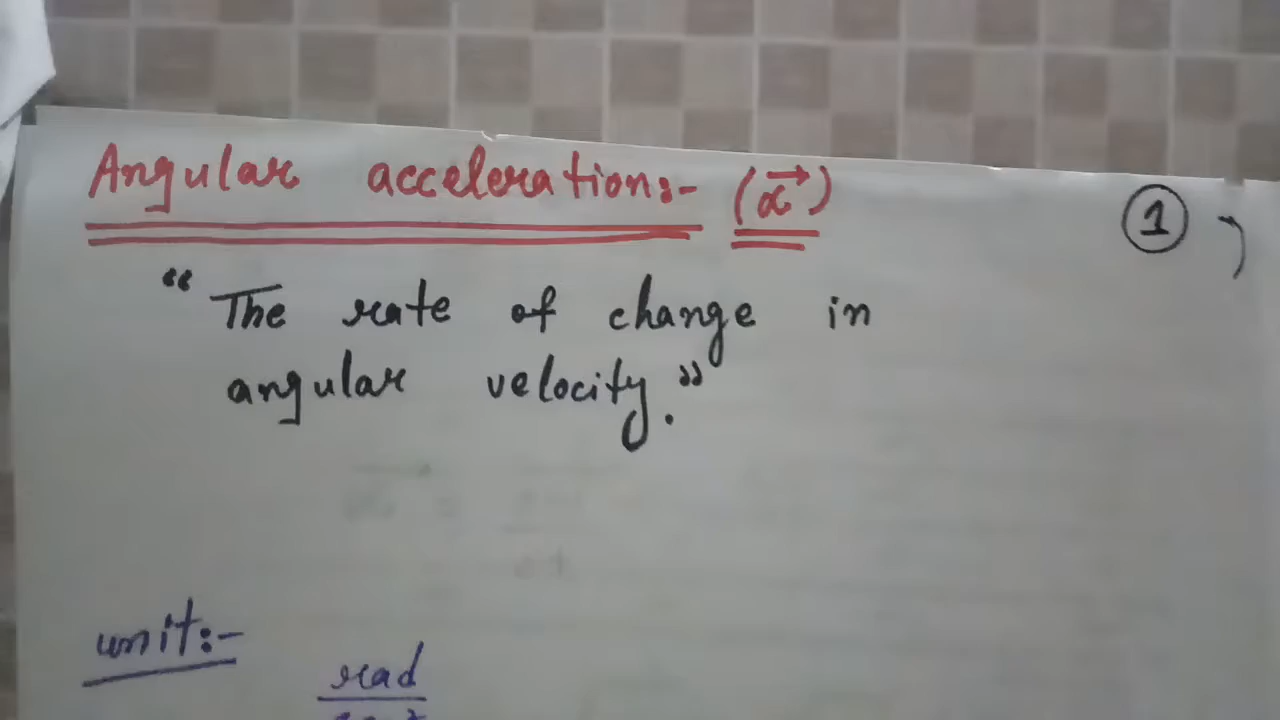 Angular acceleration:- (α⃗)
①
"The rate of change in
angular velocity."
unit:-
rad